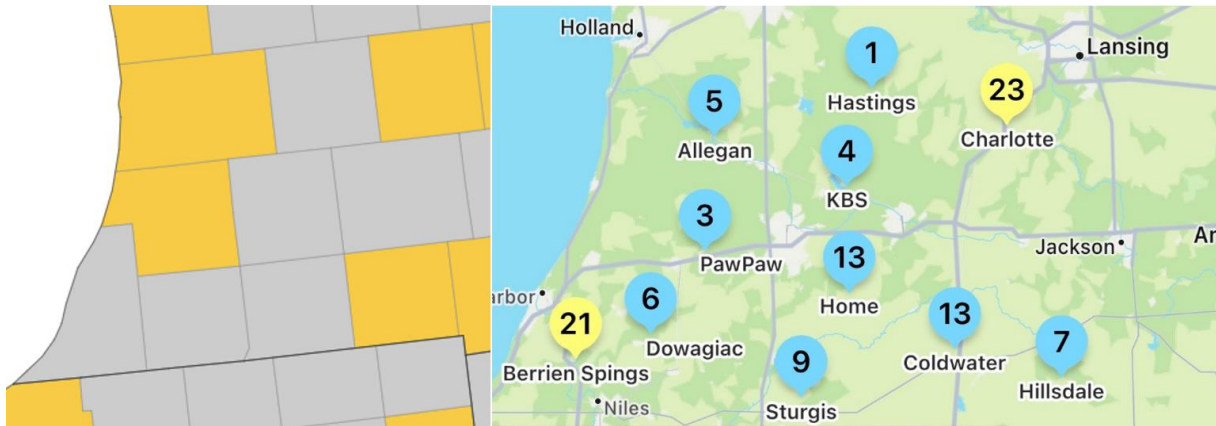 Holland
Lansing
1
Hastings
23
Charlotte
5
Allegan
4
KBS
3
PawPaw
Jackson
Ar
13
Home
arbor
6
Dowagiac
21
Berrien Spings
13
Coldwater
7
Hillsdale
9
Sturgis
Niles